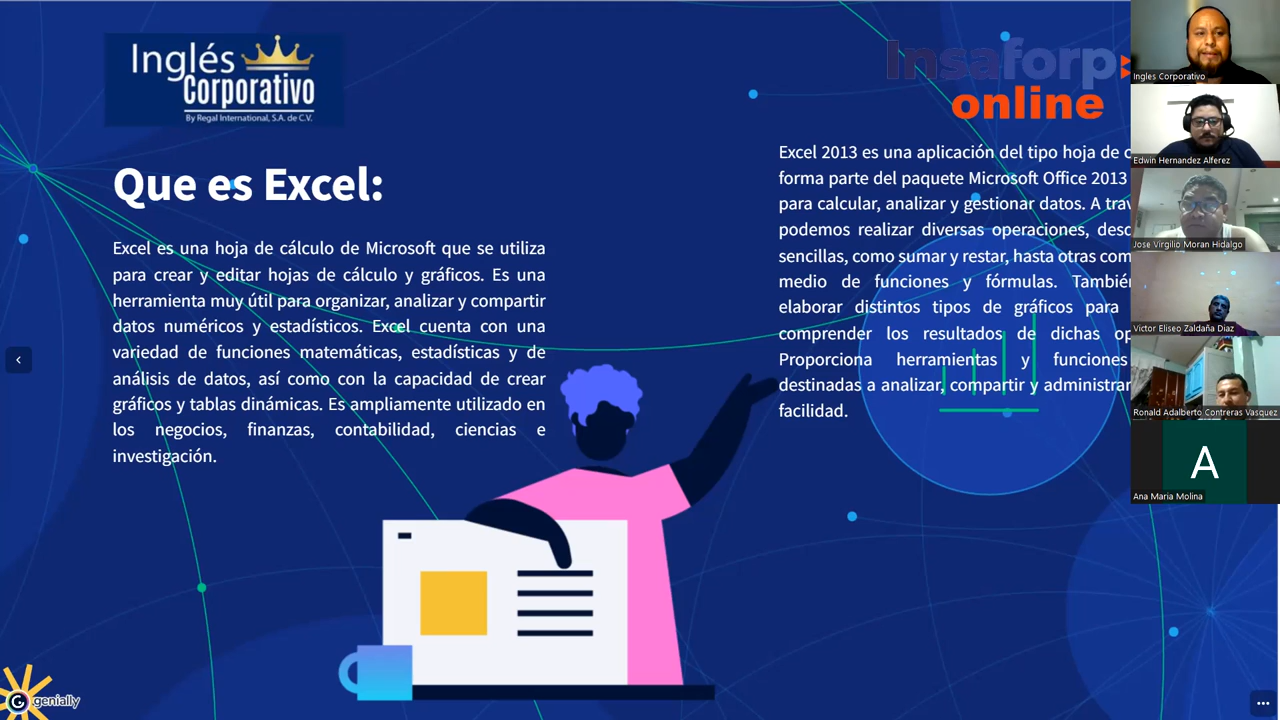 Inglés
Corporativo
By Regal International, S.A. de C.V.
Insaforp
online
Que es Excel:
Excel es una hoja de cálculo de Microsoft que se utiliza
para crear y editar hojas de cálculo y gráficos. Es una
herramienta muy útil para organizar, analizar y compartir
datos numéricos y estadísticos. Excel cuenta con una
variedad de funciones matemáticas, estadísticas y de
análisis de datos, así como con la capacidad de crear
gráficos y tablas dinámicas. Es ampliamente utilizado en
los negocios, finanzas, contabilidad, ciencias e
investigación.
Excel 2013 es una aplicación del tipo hoja de
forma parte del paquete Microsoft Office 2013
para calcular, analizar y gestionar datos. A
podemos realizar diversas operaciones,
sencillas, como sumar y restar, hasta otras
medio de funciones y fórmulas.
elaborar distintos tipos de gráficos para
comprender los resultados de dichas
Proporciona herramientas y funciones
destinadas a analizar, compartir y
facilidad.
Ingles Corporativo
Edwin Hernandez Alferez
Jose Virgilio Moran Hidalgo
Victor Eliseo Zaldaña Diaz
Ronald Adalberto Contreras Vasquez
A
Ana Maria Molina
genially